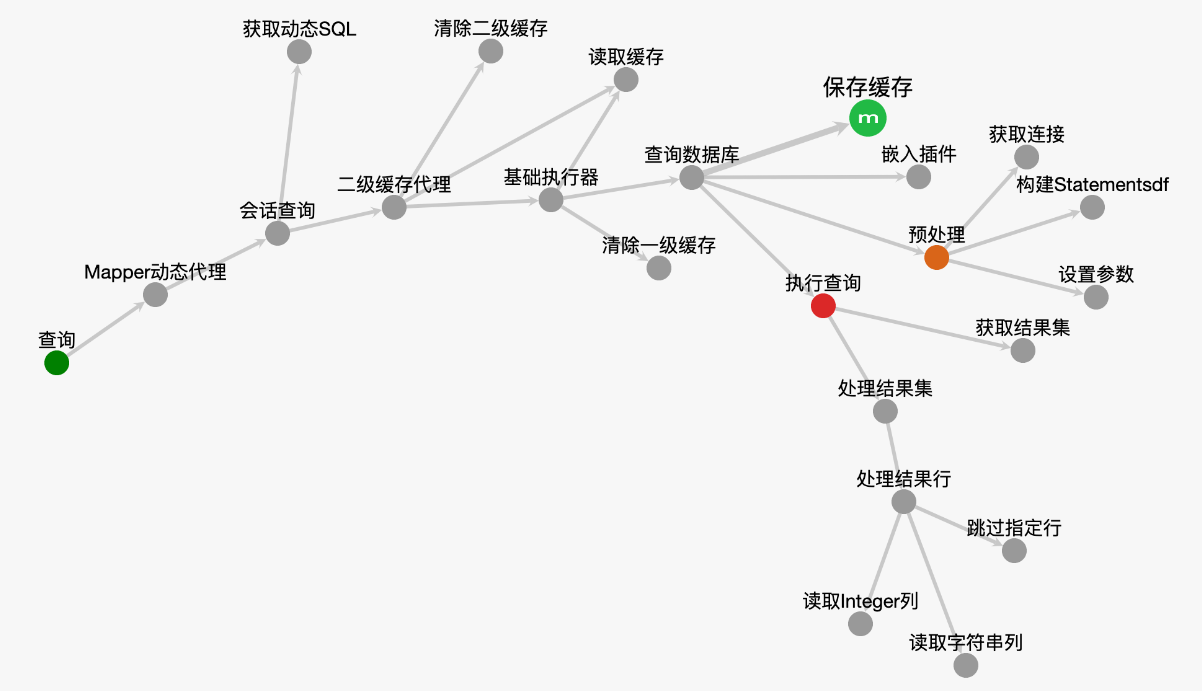 获取动态SQL
清除二级缓存
读取缓存
保存缓存
m
获取连接
查询数据库
嵌入插件
基础执行器
二级缓存代理
构建Statementsdf
会话查询
预处理
清除一级缓存
Mapper动态代理
设置参数
执行查询
获取结果集
查询
处理结果集
处理结果行
跳过指定行
读取Integer列
读取字符串列